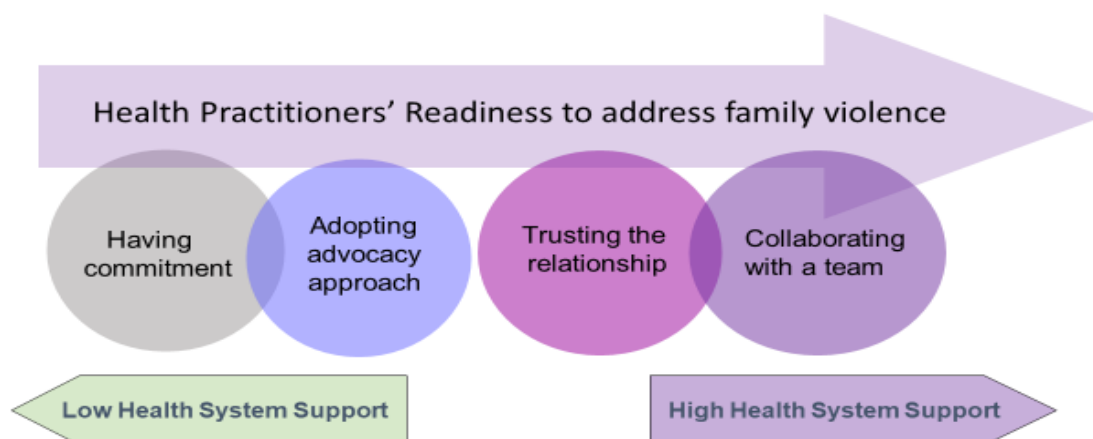 Health Practitioners’ Readiness to address family violence
Having
commitment
Adopting
advocacy
approach
Trusting the
relationship
Collaborating
with a team
Low Health System Support
High Health System Support